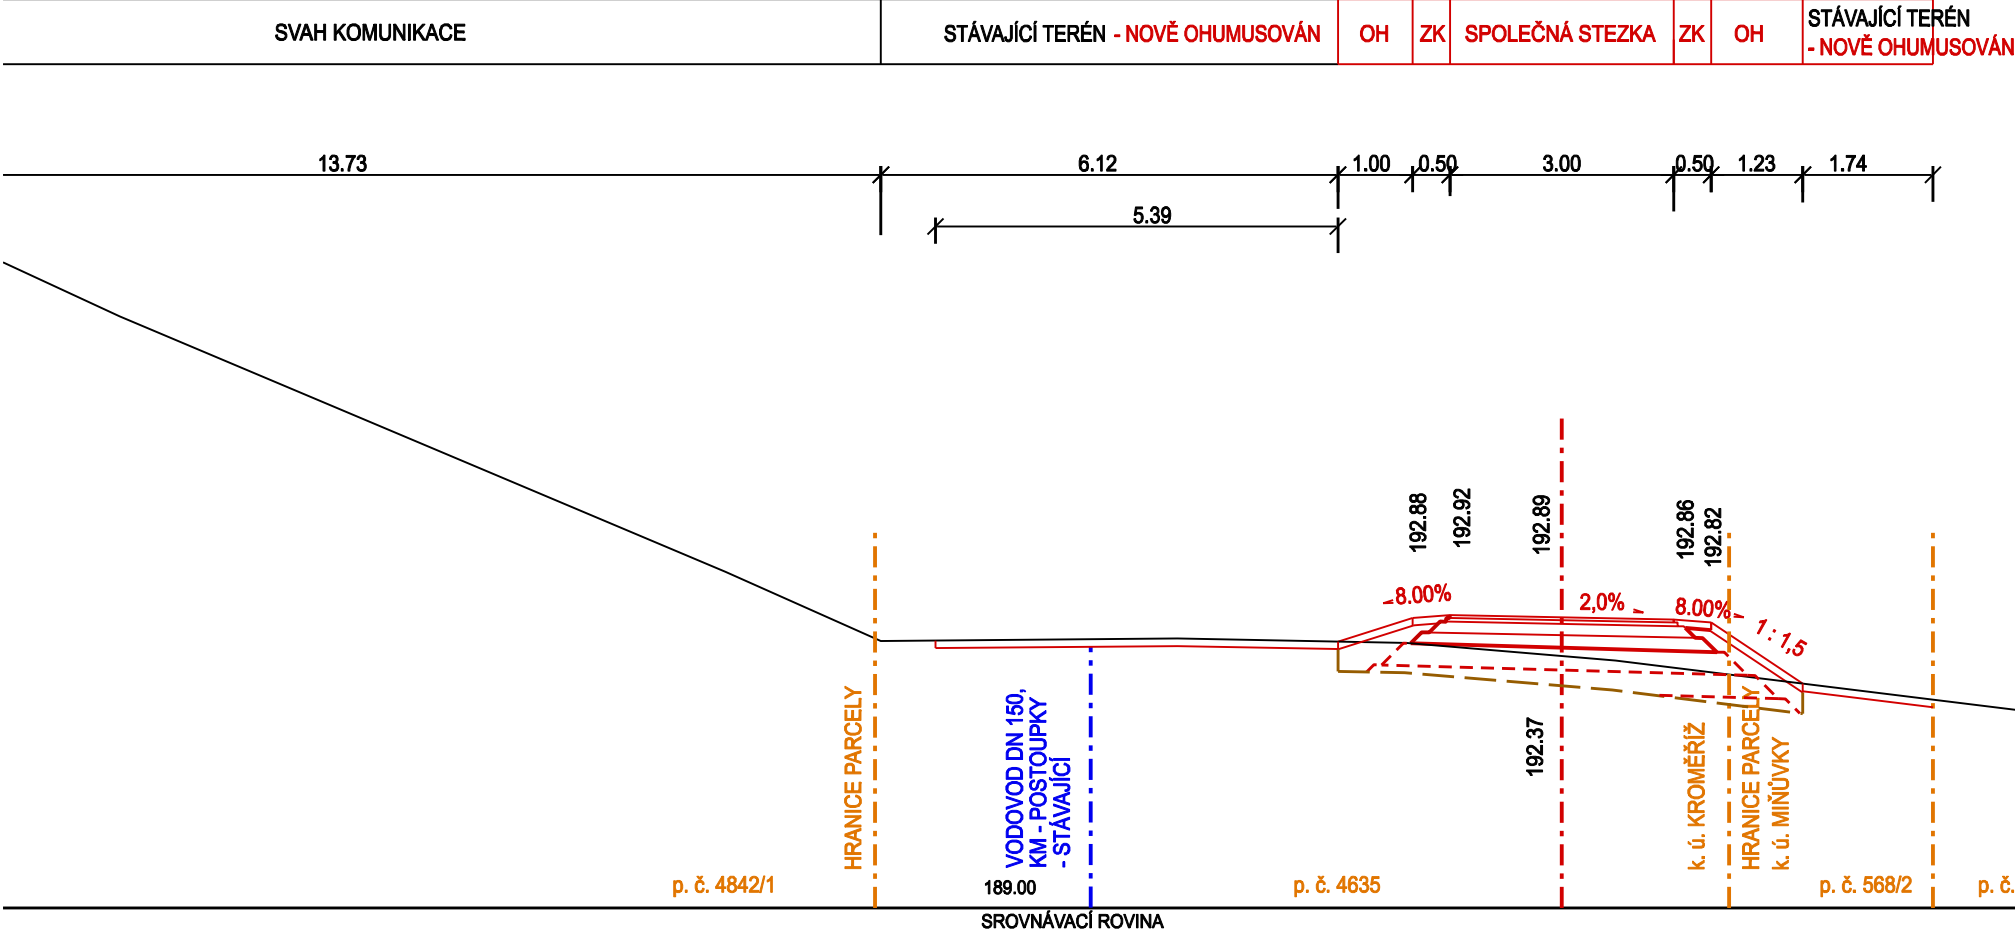 SVAH KOMUNIKACE
STÁVAJÍCÍ TERÉN - NOVĚ OHUMUSOVÁN
OH
ZK
SPOLEČNÁ STEZKA
ZK
OH
STÁVAJÍCÍ TERÉN
- NOVĚ OHUMUSOVÁN
13.73
6.12
1.00
0.50
3.00
0.50
1.23
1.74
5.39
192.88
192.92
192.89
192.86
192.82
8.00%
2,0%
8.00%
1 : 1,5
192.37
HRANICE PARCELY
VODOVOD DN 150,
KM - POSTOUPKY
- STÁVAJÍCÍ
k. ú. KROMĚŘÍŽ
HRANICE PARCELY
k. ú. MIŇŮVKY
p. č. 4842/1
189.00
p. č. 4635
p. č. 568/2
p. č.
SROVNÁVACÍ ROVINA